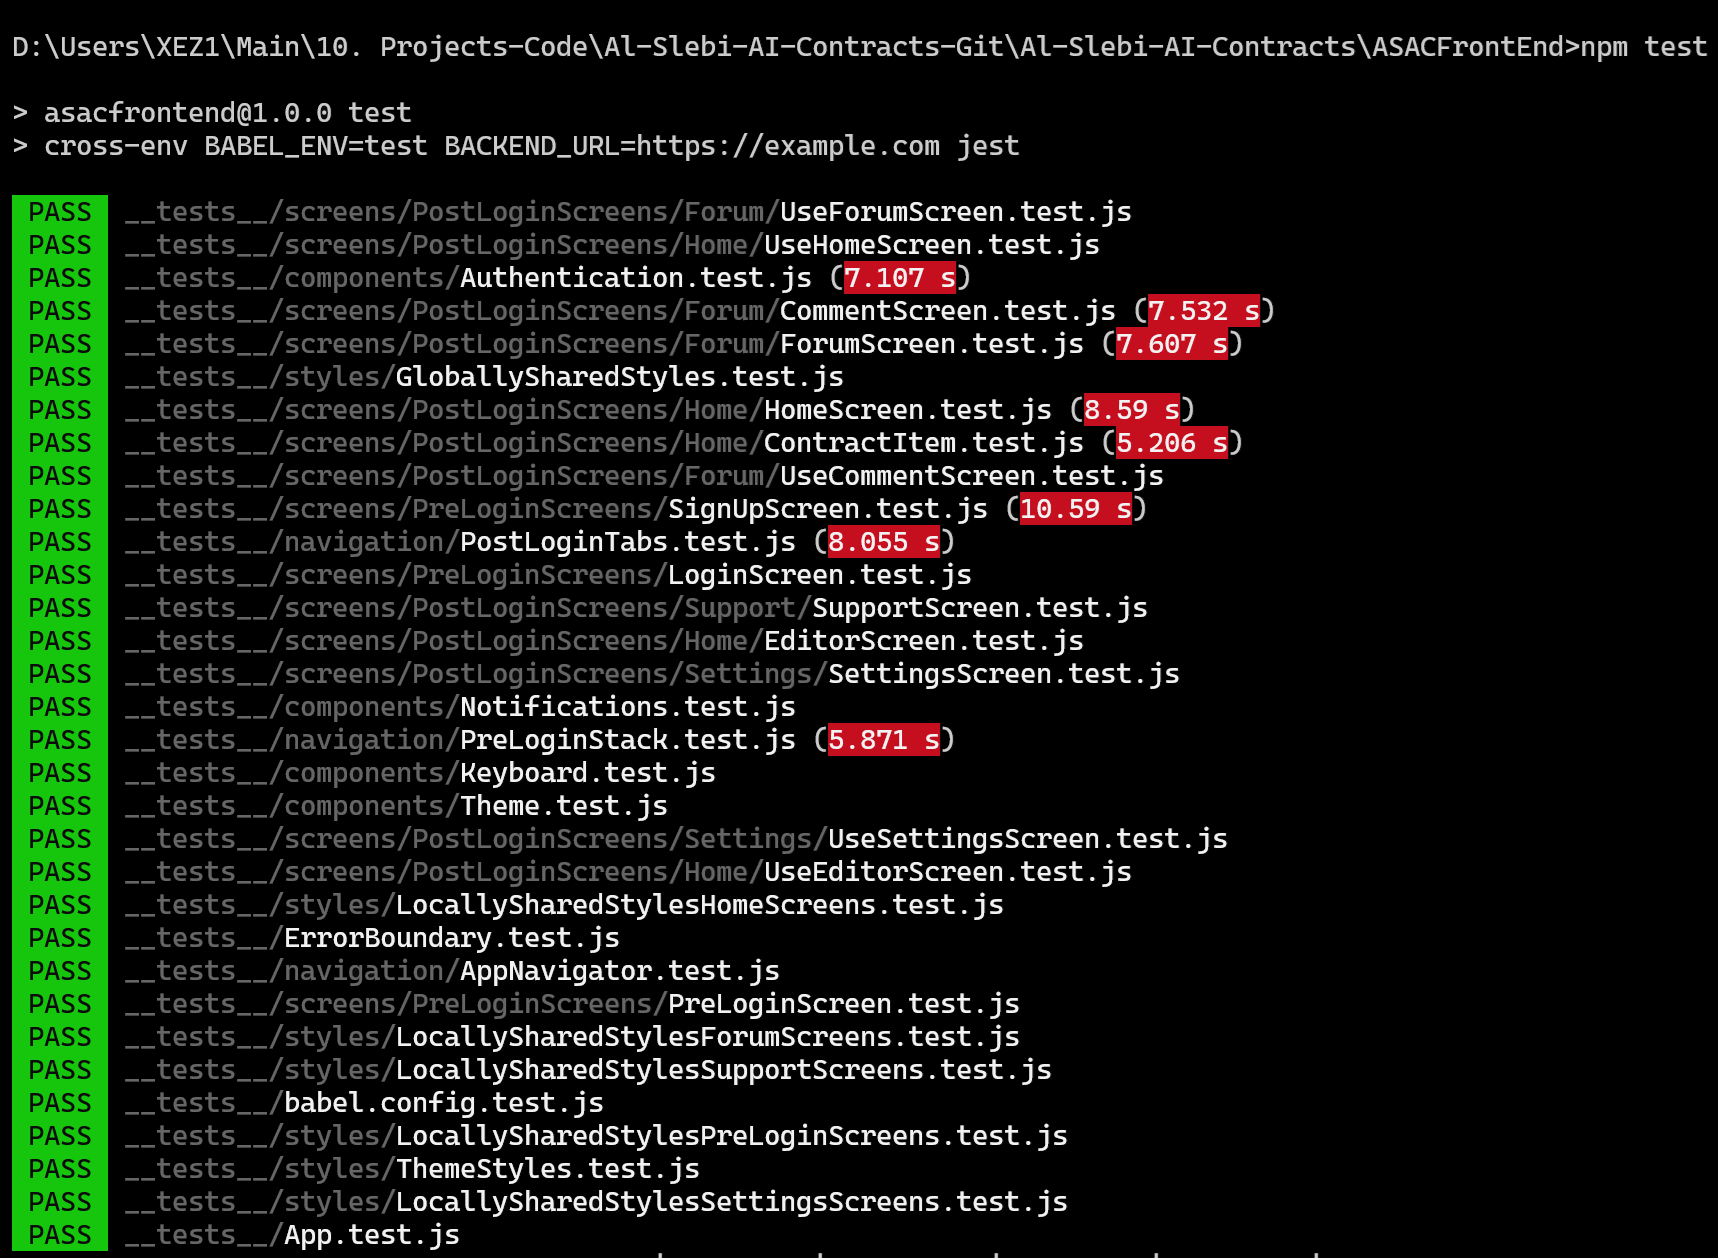 D:\Users\XEZ1\Main\10. Projects-Code\Al-Slebi-AI-Contracts-Git\Al-Slebi-AI-Contracts\ASACFrontEnd>npm test
> asacfrontend@1.0.0 test
> cross-env BABEL_ENV=test BACKEND_URL=https://example.com jest
PASS __tests__/screens/PostLoginScreens/Forum/UseForumScreen.test.js
PASS __tests__/screens/PostLoginScreens/Home/UseHomeScreen.test.js
PASS __tests__/components/Authentication.test.js (7.107 s)
PASS __tests__/screens/PostLoginScreens/Forum/CommentScreen.test.js (7.532 s)
PASS __tests__/screens/PostLoginScreens/Forum/ForumScreen.test.js (7.607 s)
PASS __tests__/styles/GloballySharedStyles.test.js
PASS __tests__/screens/PostLoginScreens/Home/HomeScreen.test.js (8.59 s)
PASS __tests__/screens/PostLoginScreens/Home/ContractItem.test.js (5.206 s)
PASS __tests__/screens/PostLoginScreens/Forum/UseCommentScreen.test.js
PASS __tests__/screens/PreLoginScreens/SignUpScreen.test.js (10.59 s)
PASS __tests__/navigation/PostLoginTabs.test.js (8.055 s)
PASS __tests__/screens/PreLoginScreens/LoginScreen.test.js
PASS __tests__/screens/PostLoginScreens/Support/SupportScreen.test.js
PASS __tests__/screens/PostLoginScreens/Home/EditorScreen.test.js
PASS __tests__/screens/PostLoginScreens/Settings/SettingsScreen.test.js
PASS __tests__/components/Notifications.test.js
PASS __tests__/navigation/PreLoginStack.test.js (5.871 s)
PASS __tests__/components/Keyboard.test.js
PASS __tests__/components/Theme.test.js
PASS __tests__/screens/PostLoginScreens/Settings/UseSettingsScreen.test.js
PASS __tests__/screens/PostLoginScreens/Home/UseEditorScreen.test.js
PASS __tests__/styles/LocallySharedStylesHomeScreens.test.js
PASS __tests__/ErrorBoundary.test.js
PASS __tests__/navigation/AppNavigator.test.js
PASS __tests__/screens/PreLoginScreens/PreLoginScreen.test.js
PASS __tests__/styles/LocallySharedStylesForumScreens.test.js
PASS __tests__/styles/LocallySharedStylesSupportScreens.test.js
PASS __tests__/babel.config.test.js
PASS __tests__/styles/LocallySharedStylesPreLoginScreens.test.js
PASS __tests__/styles/ThemeStyles.test.js
PASS __tests__/styles/LocallySharedStylesSettingsScreens.test.js
PASS __tests__/App.test.js